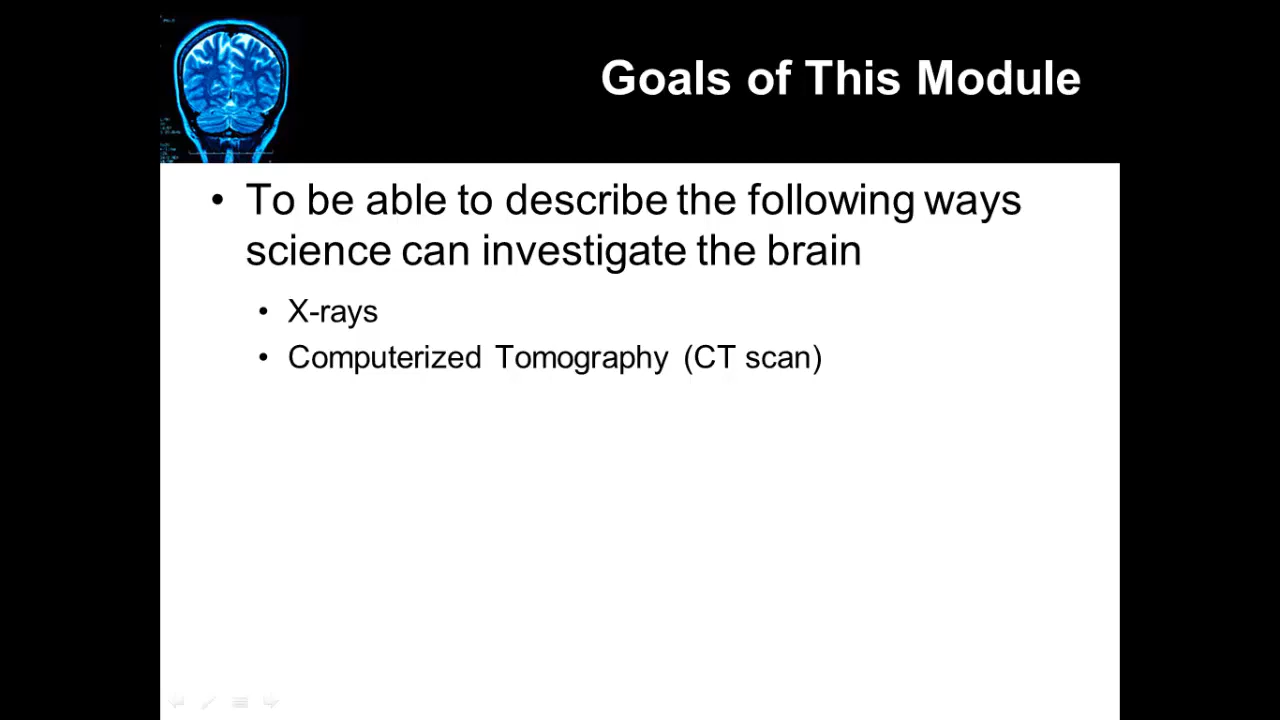 Goals of This Module
• To be able to describe the following ways
science can investigate the brain
• X-rays
• Computerized Tomography (CT scan)